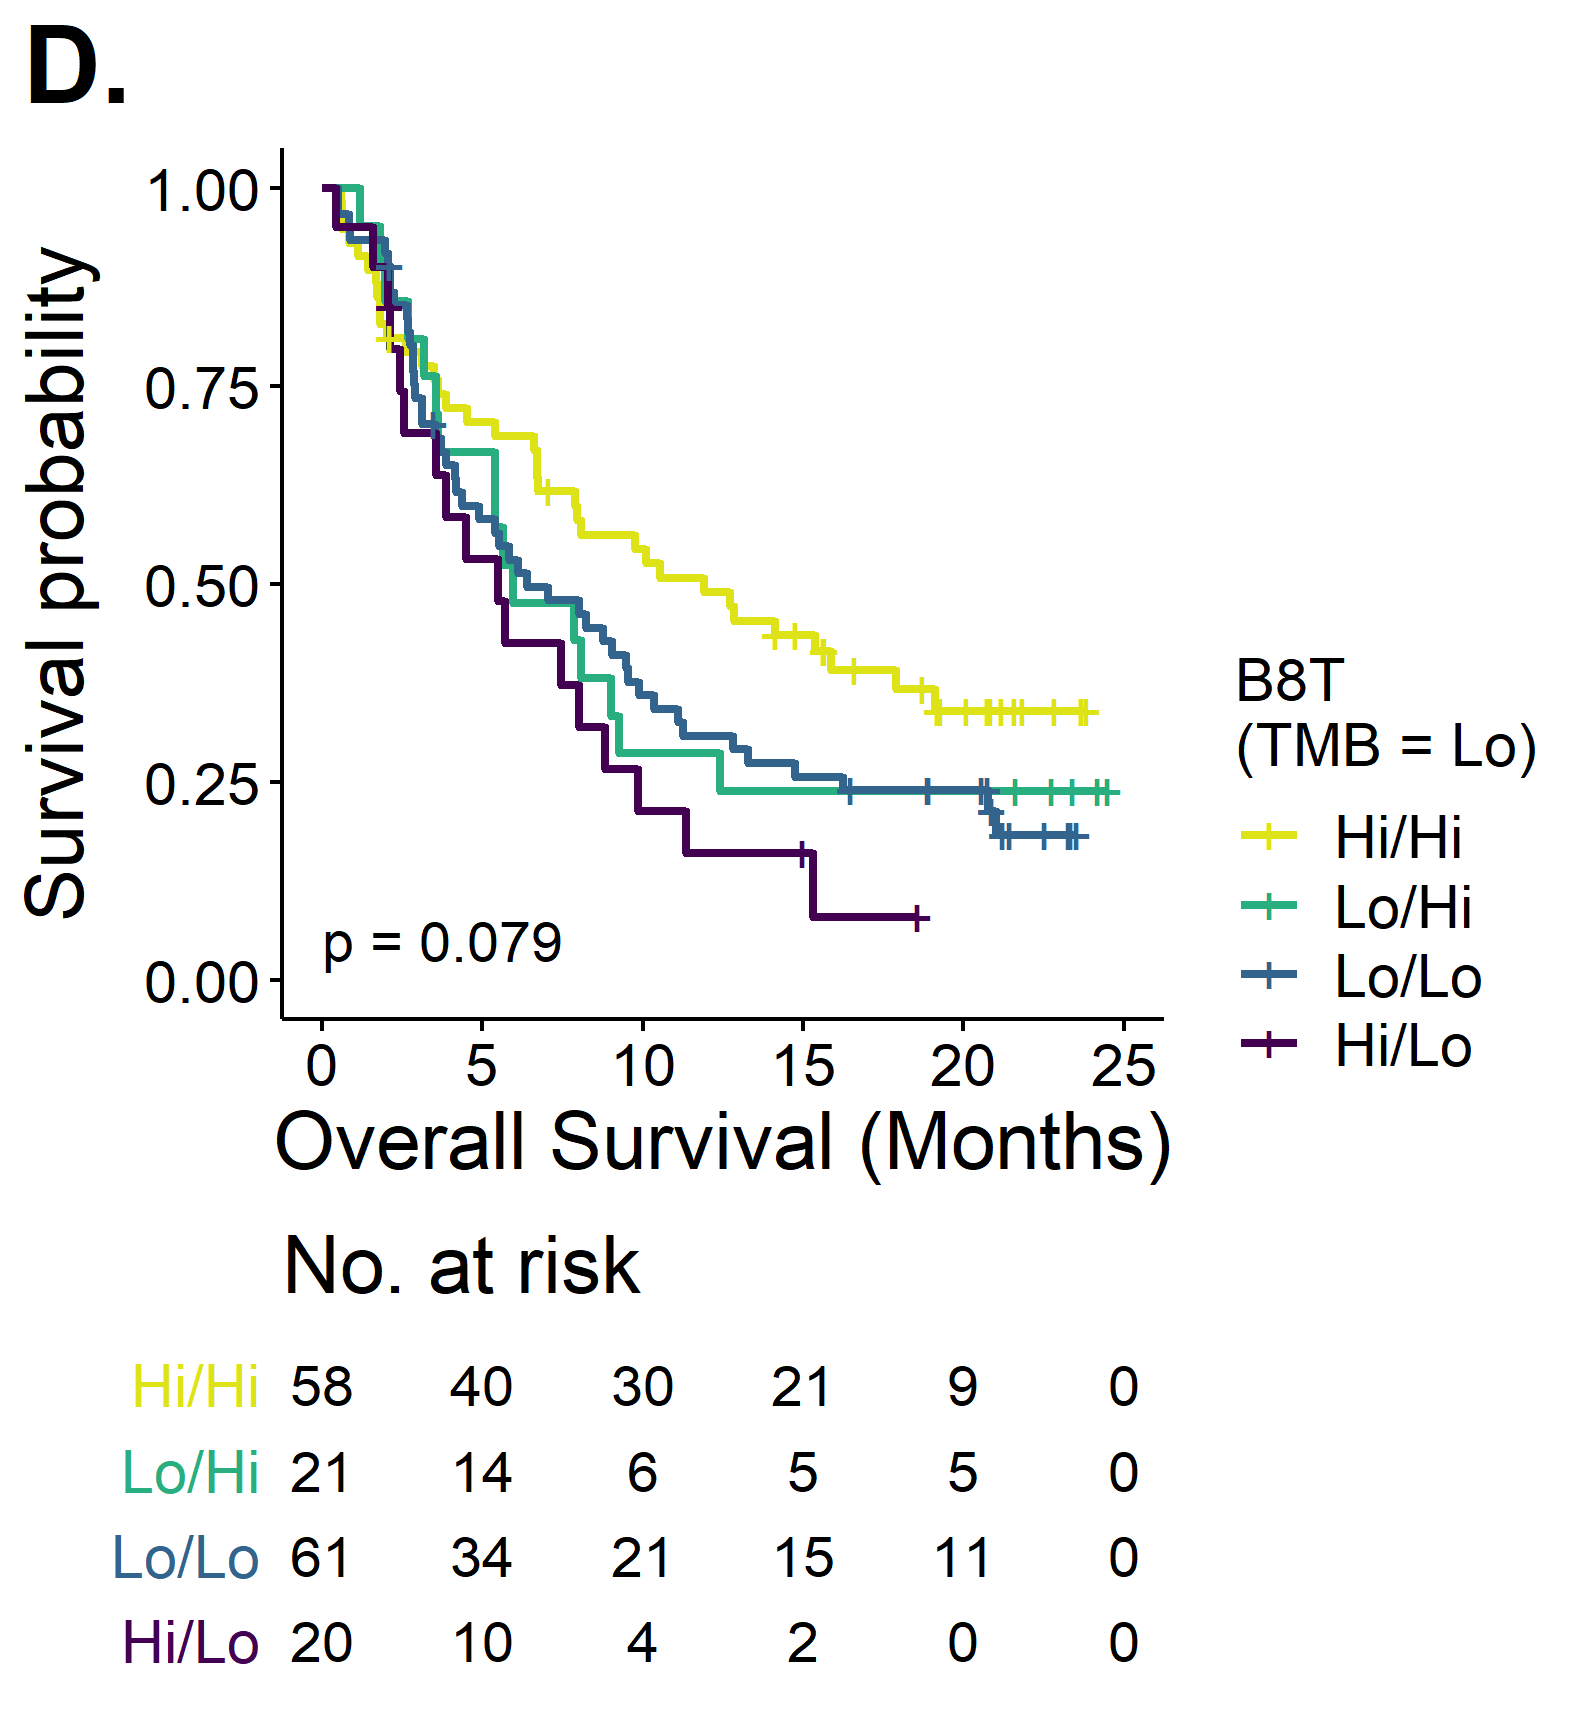 D.
Survival probability
1.00
0.75
0.50
0.25
0.00
p = 0.079
0 5 10 15 20 25
Overall Survival (Months)
B8T
(TMB = Lo)
Hi/Hi
Lo/Hi
Lo/Lo
Hi/Lo
No. at risk
Hi/Hi 58 40 30 21 9 0
Lo/Hi 21 14 6 5 5 0
Lo/Lo 61 34 21 15 11 0
Hi/Lo 20 10 4 2 0 0